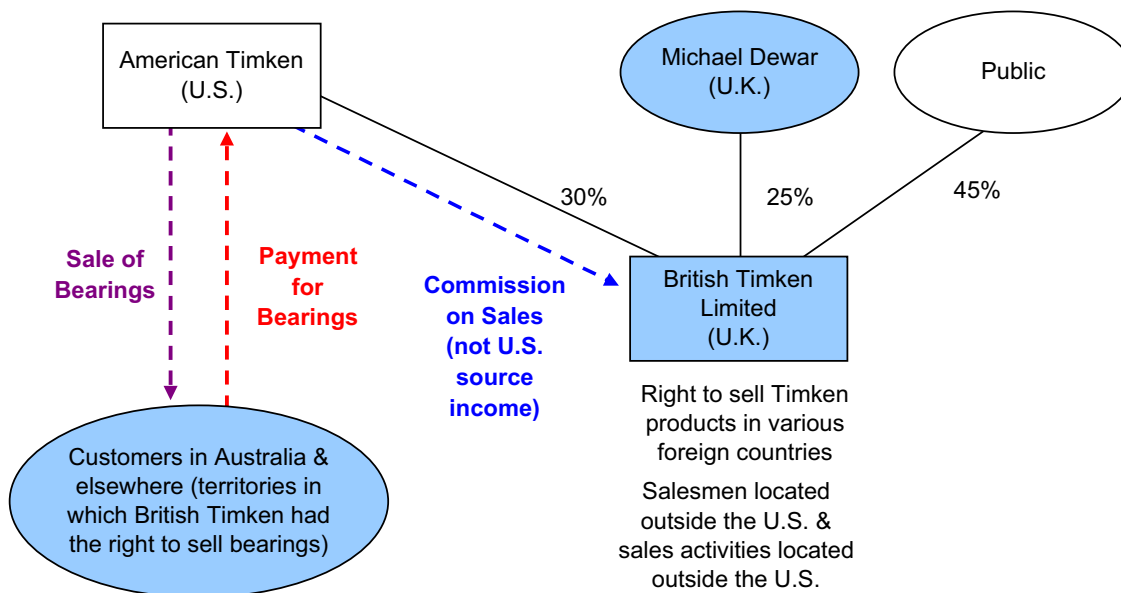 American Timken
(U.S.)
Michael Dewar
(U.K.)
Public
30%
25%
45%
Sale of
Bearings
Payment
for
Bearings
Commission
on Sales
(not U.S.
source
income)
British Timken
Limited
(U.K.)
Right to sell Timken
products in various
foreign countries
Salesmen located
outside the U.S. &
sales activities located
outside the U.S.
Customers in Australia &
elsewhere (territories in
which British Timken had
the right to sell bearings)